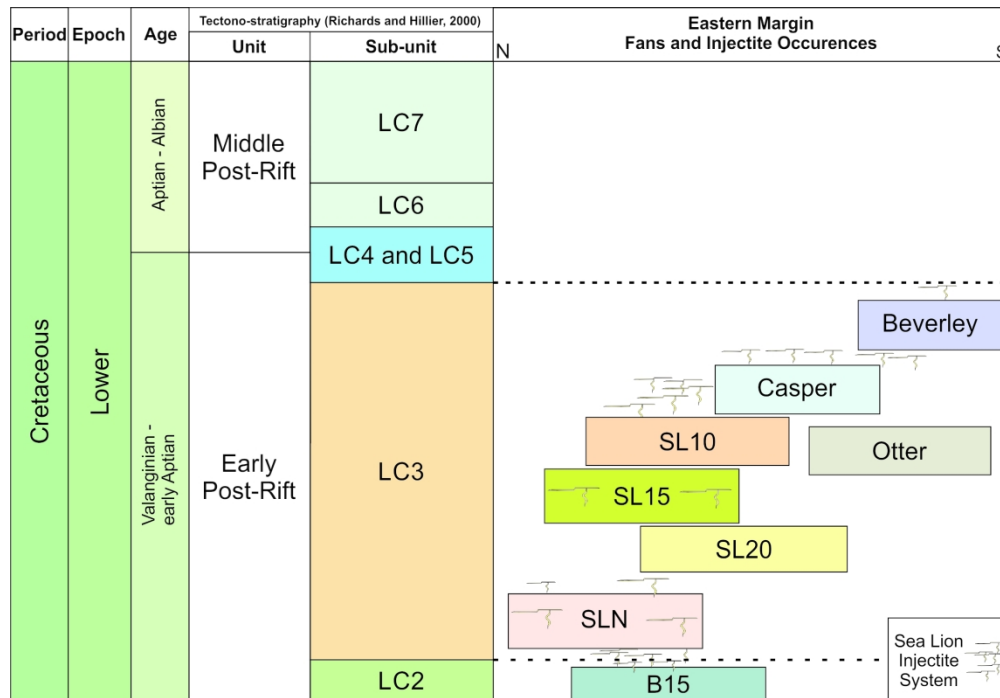 Period
Epoch
Age
Tectono-stratigraphy (Richards and Hillier, 2000)
Unit
Sub-unit
Eastern Margin
Fans and Injectite Occurences
N
S
Cretaceous
Lower
Aptian - Albian
Valanginian -
early Aptian
Middle
Post-Rift
Early
Post-Rift
LC7
LC6
LC4 and LC5
LC3
LC2
Beverley
Casper
SL10
Otter
SL15
SL20
SLN
B15
Sea Lion
Injectite
System